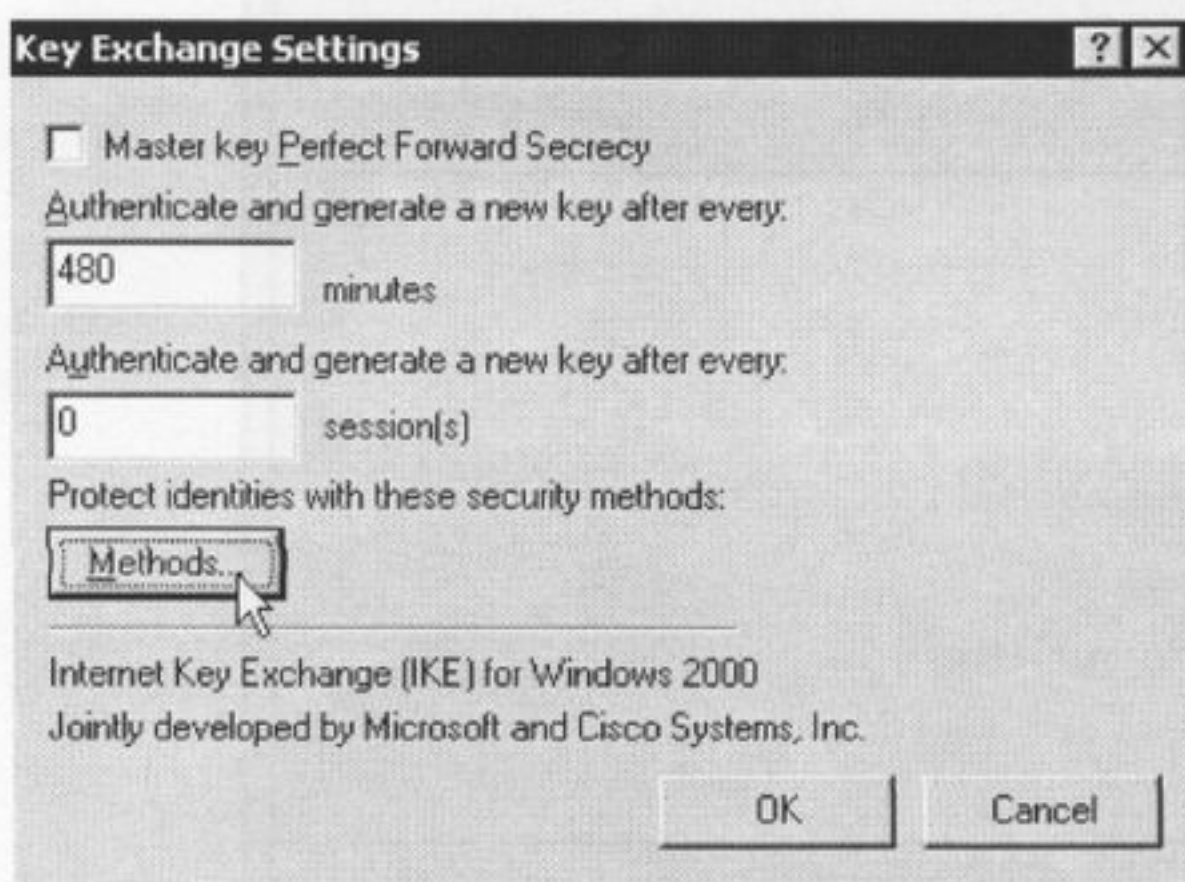 Key Exchange Settings
Master key Perfect Forward Secrecy
Authenticate and generate a new key after every:
480 minutes
Authenticate and generate a new key after every:
0 session(s)
Protect identities with these security methods:
Methods...
Internet Key Exchange (IKE) for Windows 2000
Jointly developed by Microsoft and Cisco Systems, Inc.
OK Cancel